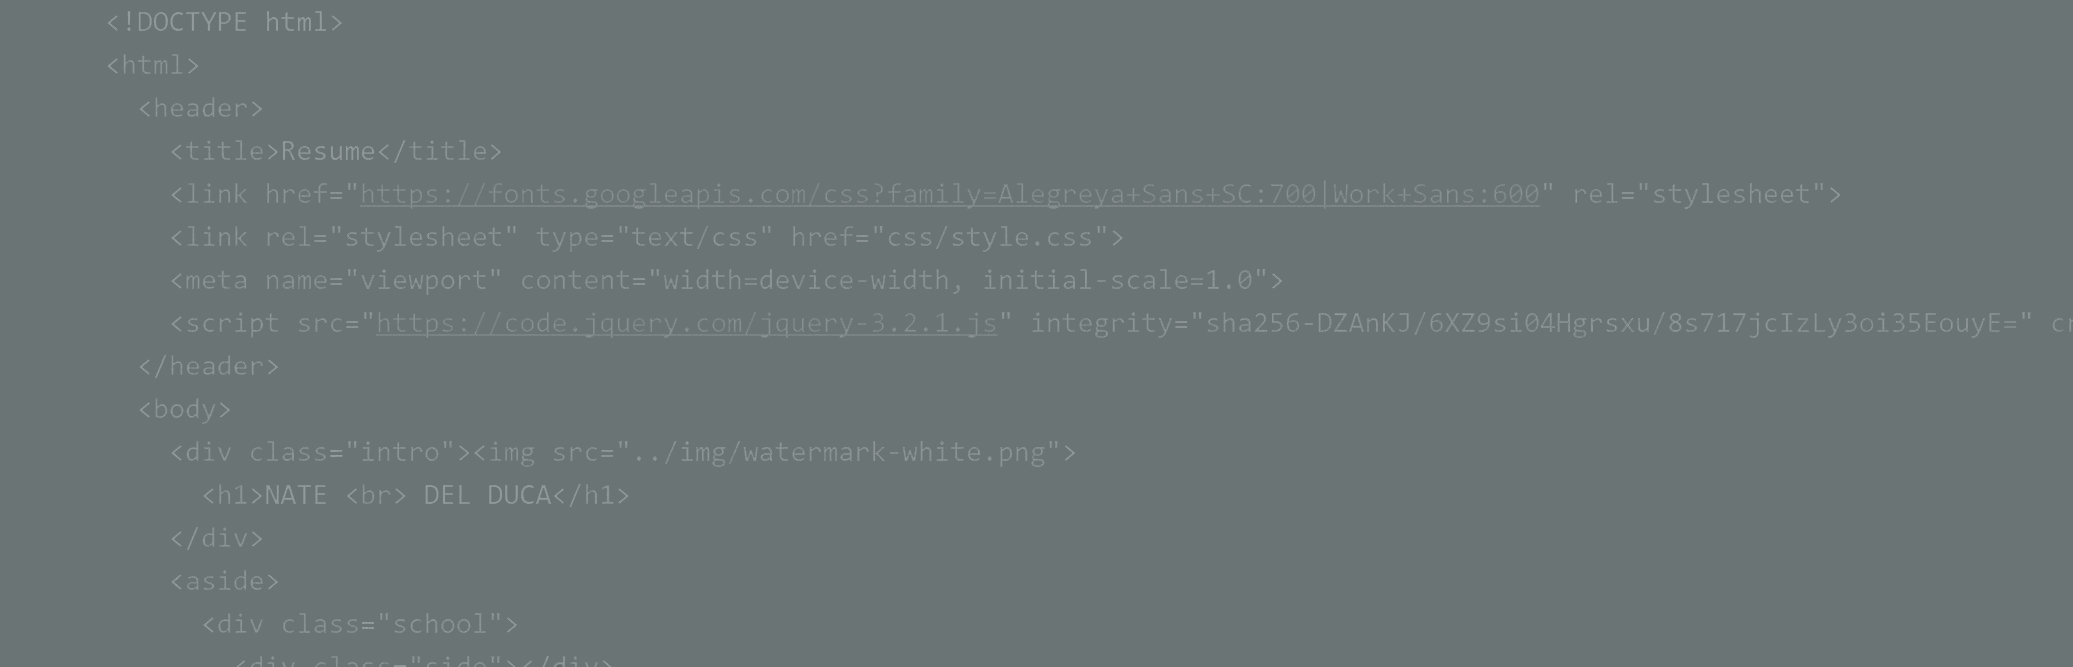 <!DOCTYPE html>
<html>
<header>
<title>Resume</title>
<link href="https://fonts.googleapis.com/css?family=Alegreya+Sans+SC:700|Work+Sans:600" rel="stylesheet">
<link rel="stylesheet" type="text/css" href="css/style.css">
<meta name="viewport" content="width=device-width, initial-scale=1.0">
<script src="https://code.jquery.com/jquery-3.2.1.js" integrity="sha256-DZAnKJ/6XZ9si04Hgrsxu/8s717jcIzLy3oi35EouyE=" cr
</header>
<body>
<div class="intro"><img src="../img/watermark-white.png">
<h1>NATE <br> DEL DUCA</h1>
</div>
<aside>
<div class="school">
<div class="side"></div>